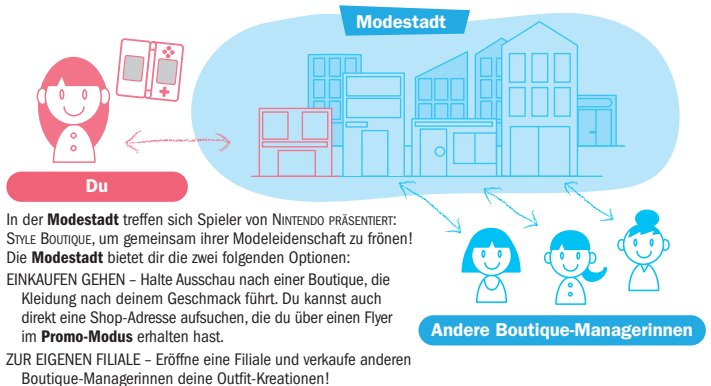 Modestadt
Du
In der Modestadt treffen sich Spieler von NINTENDO PRÄSENTIERT:
STYLE BOUTIQUE, um gemeinsam ihrer Modeleidenschaft zu frönen!
Die Modestadt bietet dir die zwei folgenden Optionen:
EINKAUFEN GEHEN – Halte Ausschau nach einer Boutique, die
Kleidung nach deinem Geschmack führt. Du kannst auch
direkt eine Shop-Adresse aufsuchen, die du über einen Flyer
im Promo-Modus erhalten hast.
ZUR EIGENEN FILIALE – Eröffne eine Filiale und verkaufe anderen
Boutique-Managerinnen deine Outfit-Kreationen!
Andere Boutique-Managerinnen